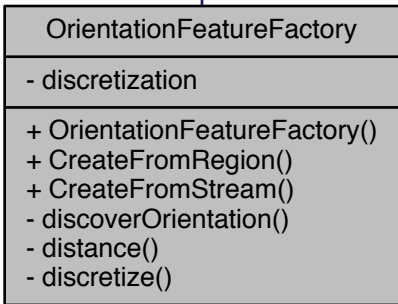 OrientationFeatureFactory
- discretization
+ OrientationFeatureFactory()
+ CreateFromRegion()
+ CreateFromStream()
- discoverOrientation()
- distance()
- discretize()